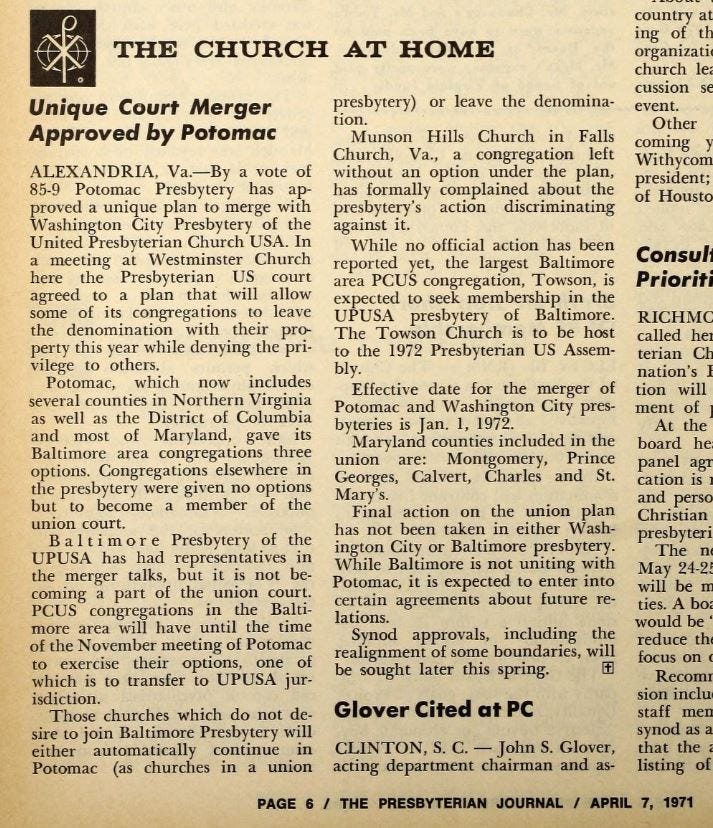 THE CHURCH AT HOME
Unique Court Merger
Approved by Potomac
ALEXANDRIA, Va.—By a vote of
85-9 Potomac Presbytery has ap-
proved a unique plan to merge with
Washington City Presbytery of the
United Presbyterian Church USA. In
a meeting at Westminster Church
here the Presbyterian US court
agreed to a plan that will allow
some of its congregations to leave
the denomination with their pro-
perty this year while denying the pri-
vilege to others.
Potomac, which now includes
several counties in Northern Virginia
as well as the District of Columbia
and most of Maryland, gave its
Baltimore area congregations three
options. Congregations elsewhere in
the presbytery were given no options
but to become a member of the
union court.
Baltimore Presbytery of the
UPUSA has had representatives in
the merger talks, but it is not be-
coming a part of the union court.
PCUS congregations in the Balti-
more area will have until the time
of the November meeting of Potomac
to exercise their options, one of
which is to transfer to UPUSA jur-
isdiction.
Those churches which do not de-
sire to join Baltimore Presbytery will
either automatically continue in
Potomac (as churches in a union
presbytery) or leave the denomina-
tion.
Munson Hills Church in Falls
Church, Va., a congregation left
without an option under the plan,
has formally complained about the
presbytery's action discriminating
against it.
While no official action has been
reported yet, the largest Baltimore
area PCUS congregation, Towson, is
expected to seek membership in the
UPUSA presbytery of Baltimore.
The Towson Church is to be host
to the 1972 Presbyterian US Assem-
bly.
Effective date for the merger of
Potomac and Washington City pres-
byteries is Jan. 1, 1972.
Maryland counties included in the
union are: Montgomery, Prince
Georges, Calvert, Charles and St.
Mary's.
Final action on the union plan
has not been taken in either Wash-
ington City or Baltimore presbytery.
While Baltimore is not uniting with
Potomac, it is expected to enter into
certain agreements about future re-
lations.
Synod approvals, including the
realignment of some boundaries, will
be sought later this spring.
Glover Cited at PC
CLINTON, S. C. — John S. Glover,
acting department chairman and as-
country at
ing of th
organizati
church lea
cussion se
event.
Other
coming y
Withycom
president;
of Housto
Consult
Prioriti
RICHMO
called her
terian Ch
nation's B
tion will
ment of p
At the
board hea
panel agr
cation is r
and perso
Christian
presbyteri
The ne
May 24-25
will be m
ties. A boa
would be "
reduce the
focus on o
Recomm
sion inclu
staff mem
synod as a
that the a
listing of
PAGE 6 / THE PRESBYTERIAN JOURNAL / APRIL 7, 1971